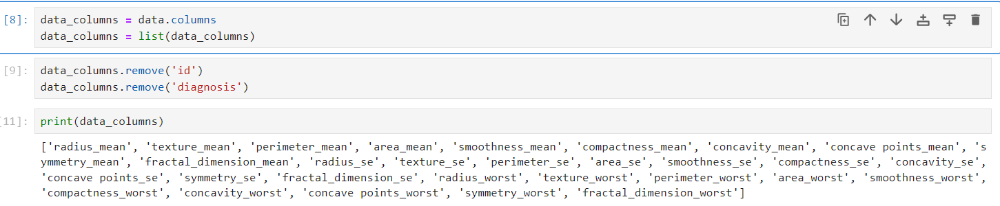 [8]: data_columns = data.columns
data_columns = list(data_columns)
[9]: data_columns.remove('id')
data_columns.remove('diagnosis')
[11]: print(data_columns)
['radius_mean', 'texture_mean', 'perimeter_mean', 'area_mean', 'smoothness_mean', 'compactness_mean', 'concavity_mean', 'concave points_mean', 's
ymmetry_mean', 'fractal_dimension_mean', 'radius_se', 'texture_se', 'perimeter_se', 'area_se', 'smoothness_se', 'compactness_se', 'concavity_se',
'concave points_se', 'symmetry_se', 'fractal_dimension_se', 'radius_worst', 'texture_worst', 'perimeter_worst', 'area_worst', 'smoothness_worst',
'compactness_worst', 'concavity_worst', 'concave points_worst', 'symmetry_worst', 'fractal_dimension_worst']